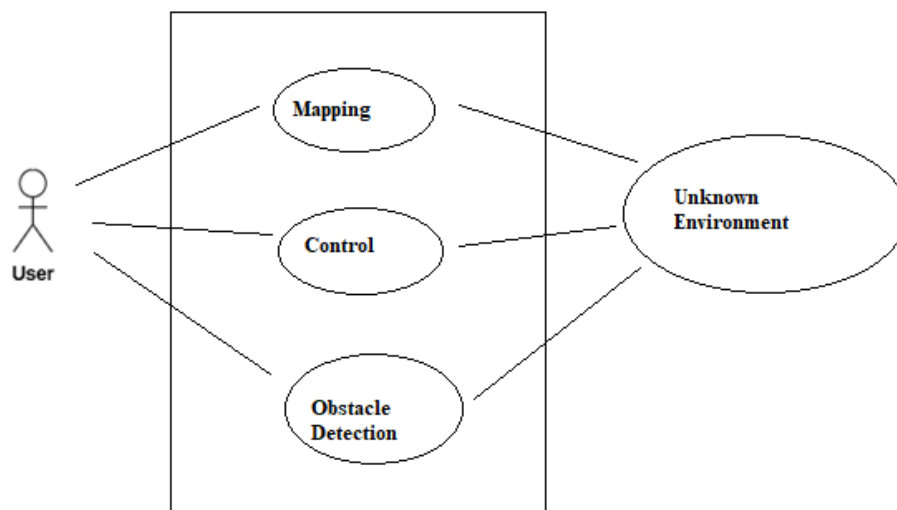 Mapping
Unknown
Environment
Control
User
Obstacle
Detection